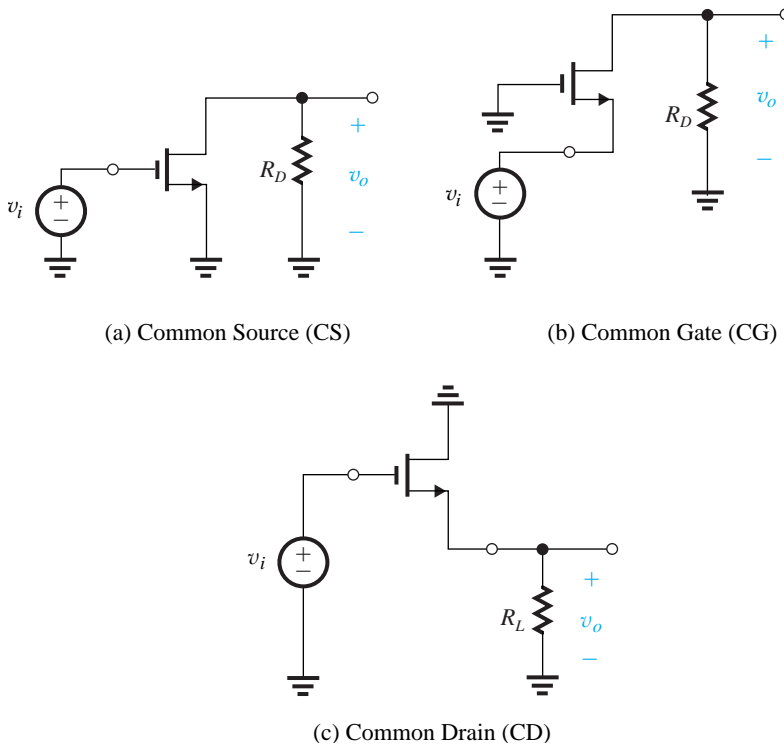 +
R_D
v_o
−
v_i
+
−
(a) Common Source (CS)
+
R_D
v_o
−
v_i
+
−
(b) Common Gate (CG)
v_i
+
−
+
R_L
v_o
−
(c) Common Drain (CD)